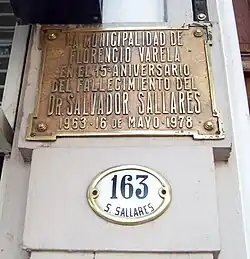 LA MUNICIPALIDAD DE
FLORENCIO VARELA
EN EL 15 ANIVERSARIO
DEL FALLECIMIENTO DEL
DR SALVADOR SALLARES
1963-16 DE MAYO-1978
163
S. SALLARES